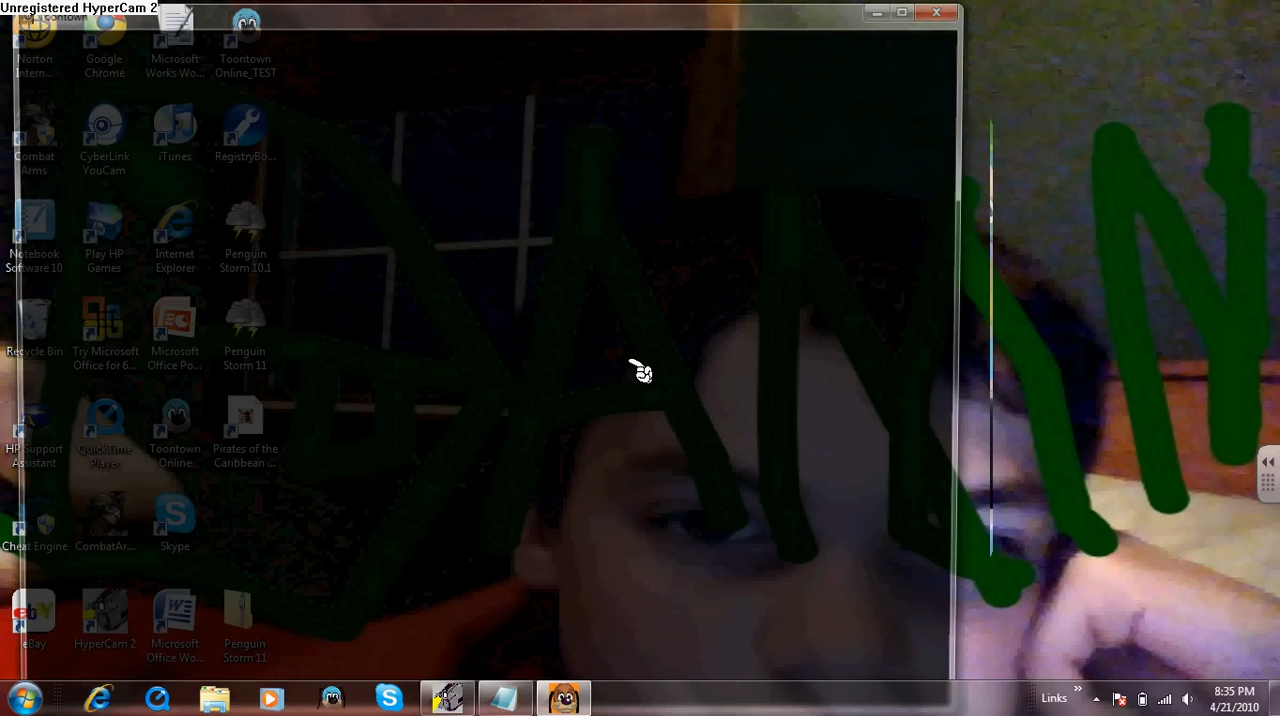 Unregistered HyperCam 2
Toontown
Norton Intern...
Google Chrome
Microsoft Works Wo...
Toontown Online_TEST
Combat Arms
CyberLink YouCam
iTunes
RegistryBo...
Notebook Software 10
Play HP Games
Internet Explorer
Penguin Storm 10.1
Recycle Bin
Try Microsoft Office for 6...
Microsoft Office Po...
Penguin Storm 11
HP Support Assistant
QuickTime Player
Toontown Online
Pirates of the Caribbean ...
Cheat Engine
CombatAr...
Skype
eBay
HyperCam 2
Microsoft Office Wo...
Penguin Storm 11
Links
8:35 PM
4/21/2010